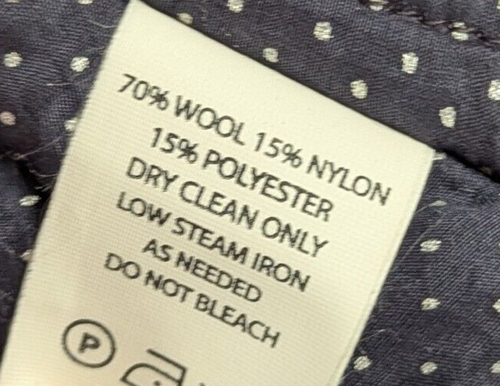 70% WOOL 15% NYLON
15% POLYESTER
DRY CLEAN ONLY
LOW STEAM IRON
AS NEEDED
DO NOT BLEACH
P